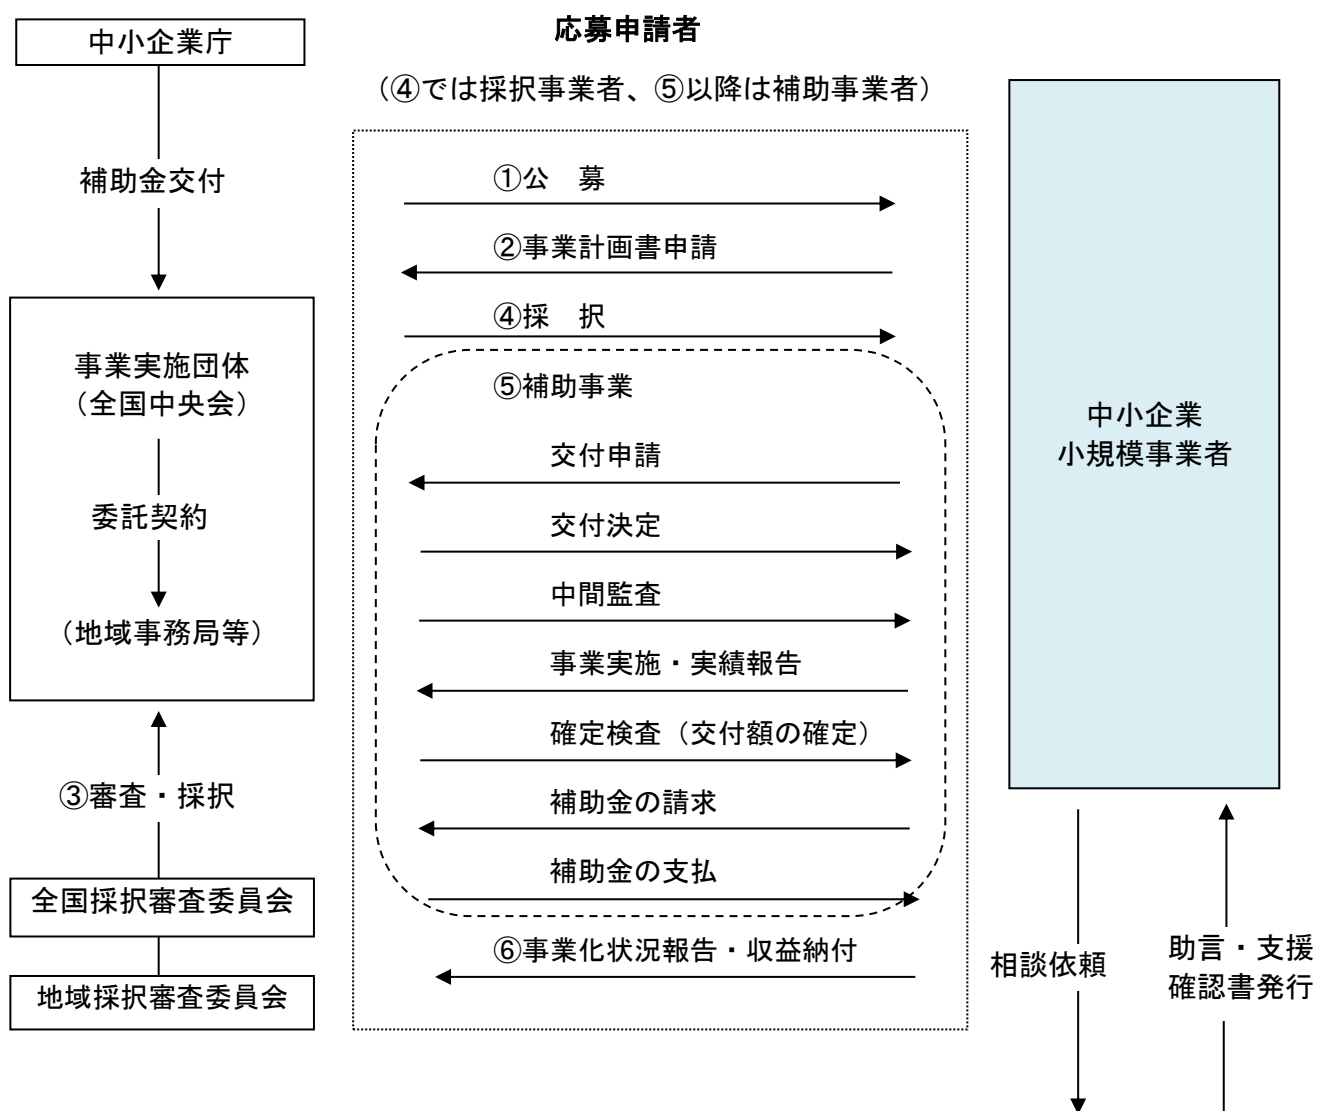 中小企業庁
補助金交付
事業実施団体
（全国中央会）
委託契約
（地域事務局等）
③審査・採択
全国採択審査委員会
地域採択審査委員会
応募申請者
（④では採択事業者、⑤以降は補助事業者）
①公　募
②事業計画書申請
④採　択
⑤補助事業
交付申請
交付決定
中間監査
事業実施・実績報告
確定検査（交付額の確定）
補助金の請求
補助金の支払
⑥事業化状況報告・収益納付
中小企業
小規模事業者
相談依頼
助言・支援
確認書発行